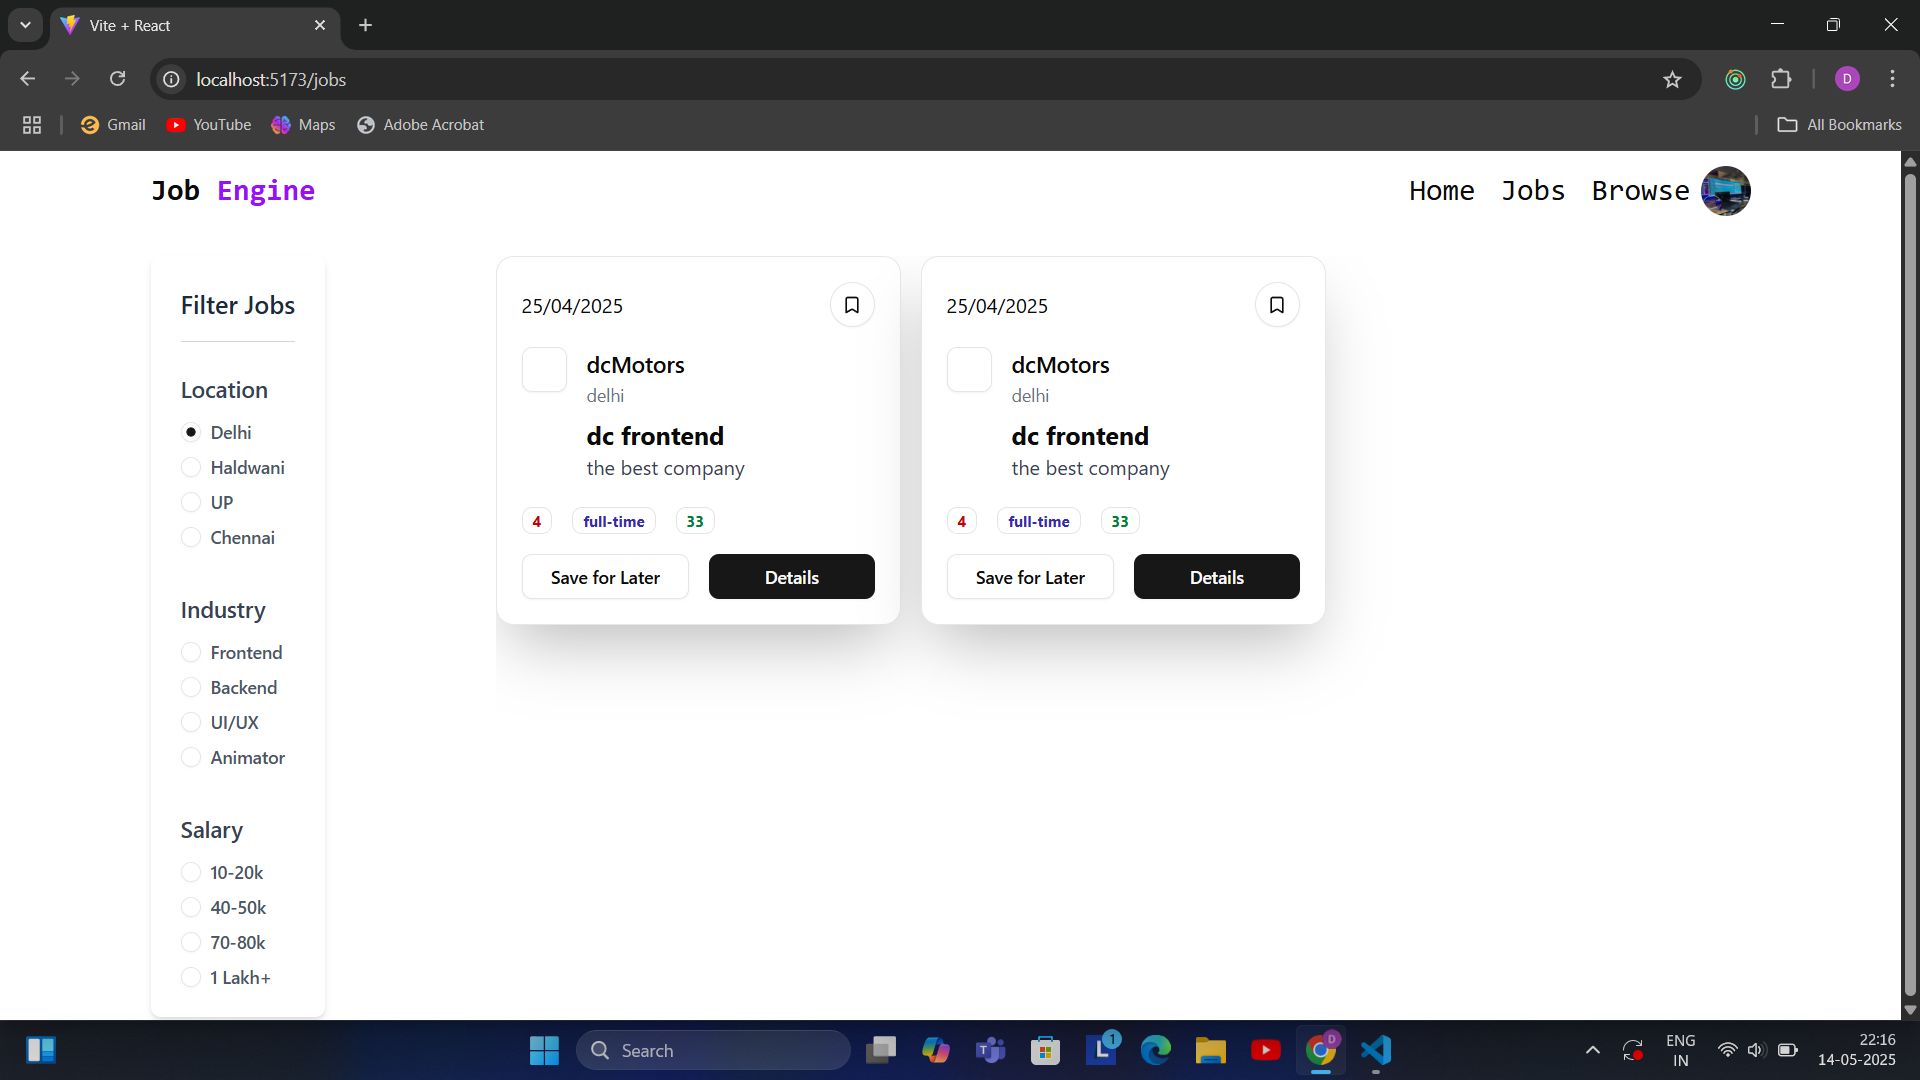 Vite + React
localhost:5173/jobs
D
Gmail
YouTube
Maps
Adobe Acrobat
All Bookmarks
Job Engine
Home
Jobs
Browse
Filter Jobs
Location
Delhi
Haldwani
UP
Chennai
Industry
Frontend
Backend
UI/UX
Animator
Salary
10-20k
40-50k
70-80k
1 Lakh+
25/04/2025
dcMotors
delhi
dc frontend
the best company
4 full-time 33
Save for Later
Details
25/04/2025
dcMotors
delhi
dc frontend
the best company
4 full-time 33
Save for Later
Details
Search
T
L
1
D
ENG
IN
22:16
14-05-2025